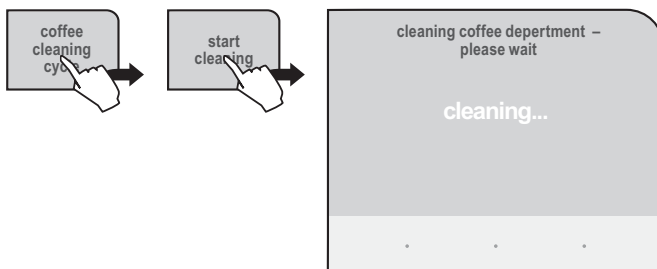 coffee
cleaning
cycle
start
cleaning
cleaning coffee depertment –
please wait
cleaning...